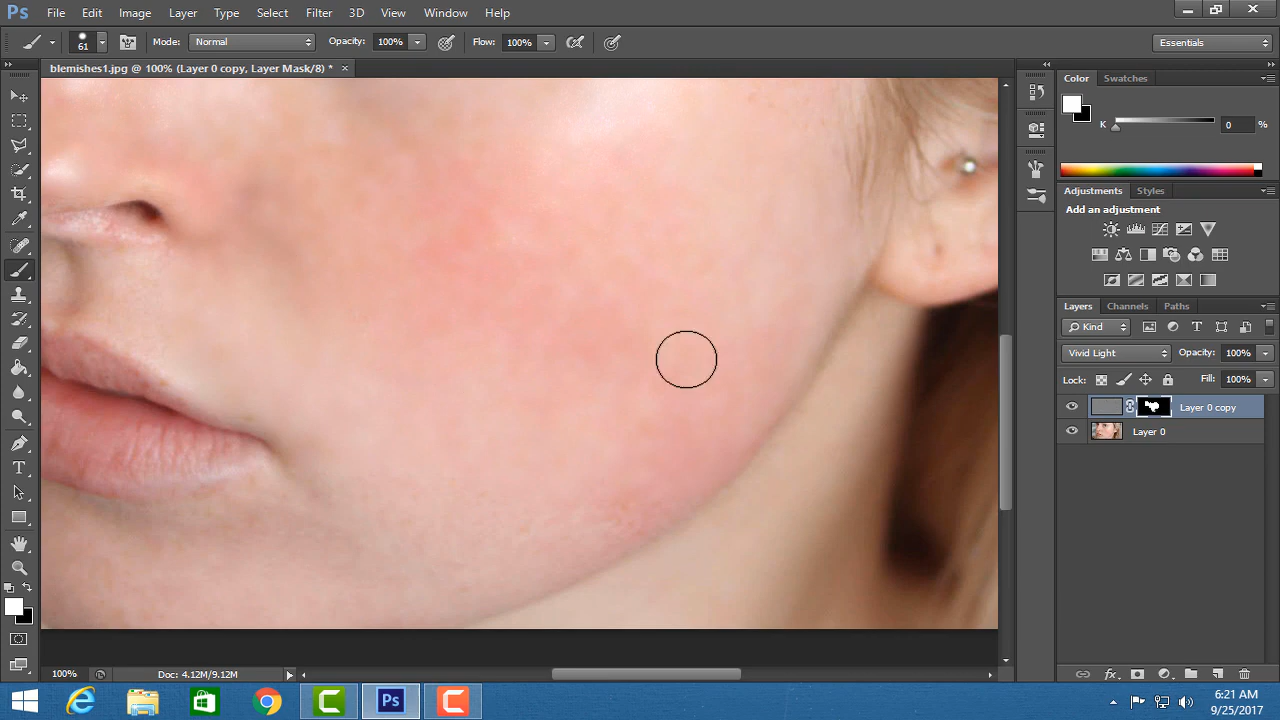 Ps File Edit Image Layer Type Select Filter 3D View Window Help
61 Mode: Normal Opacity: 100% Flow: 100% Essentials
blemishes1.jpg @ 100% (Layer 0 copy, Layer Mask/8) * ×
Color Swatches
K 0 %
Adjustments Styles
Add an adjustment
Layers Channels Paths
Kind
Vivid Light Opacity: 100%
Lock: Fill: 100%
Layer 0 copy
Layer 0
T
fx
100% Doc: 4.12M/9.12M
Ps
6:21 AM
9/25/2017